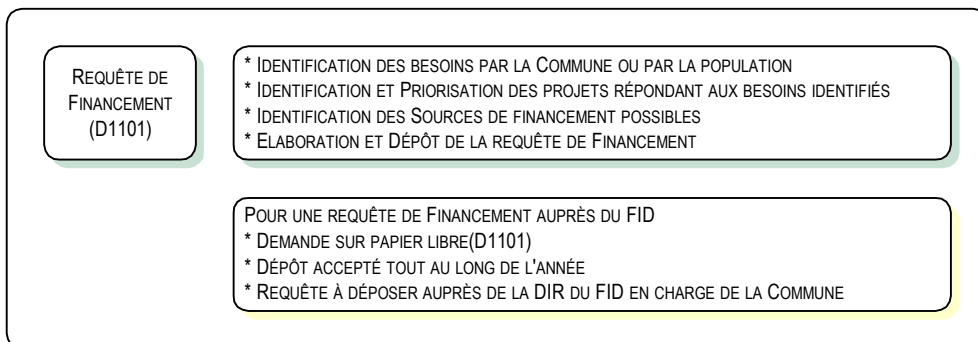 REQUÊTE DE
FINANCEMENT
(D1101)
* IDENTIFICATION DES BESOINS PAR LA COMMUNE OU PAR LA POPULATION
* IDENTIFICATION ET PRIORISATION DES PROJETS RÉPONDANT AUX BESOINS IDENTIFIÉS
* IDENTIFICATION DES SOURCES DE FINANCEMENT POSSIBLES
* ELABORATION ET DÉPÔT DE LA REQUÊTE DE FINANCEMENT
POUR UNE REQUÊTE DE FINANCEMENT AUPRÈS DU FID
* DEMANDE SUR PAPIER LIBRE(D1101)
* DÉPÔT ACCEPTÉ TOUT AU LONG DE L'ANNÉE
* REQUÊTE À DÉPOSER AUPRÈS DE LA DIR DU FID EN CHARGE DE LA COMMUNE